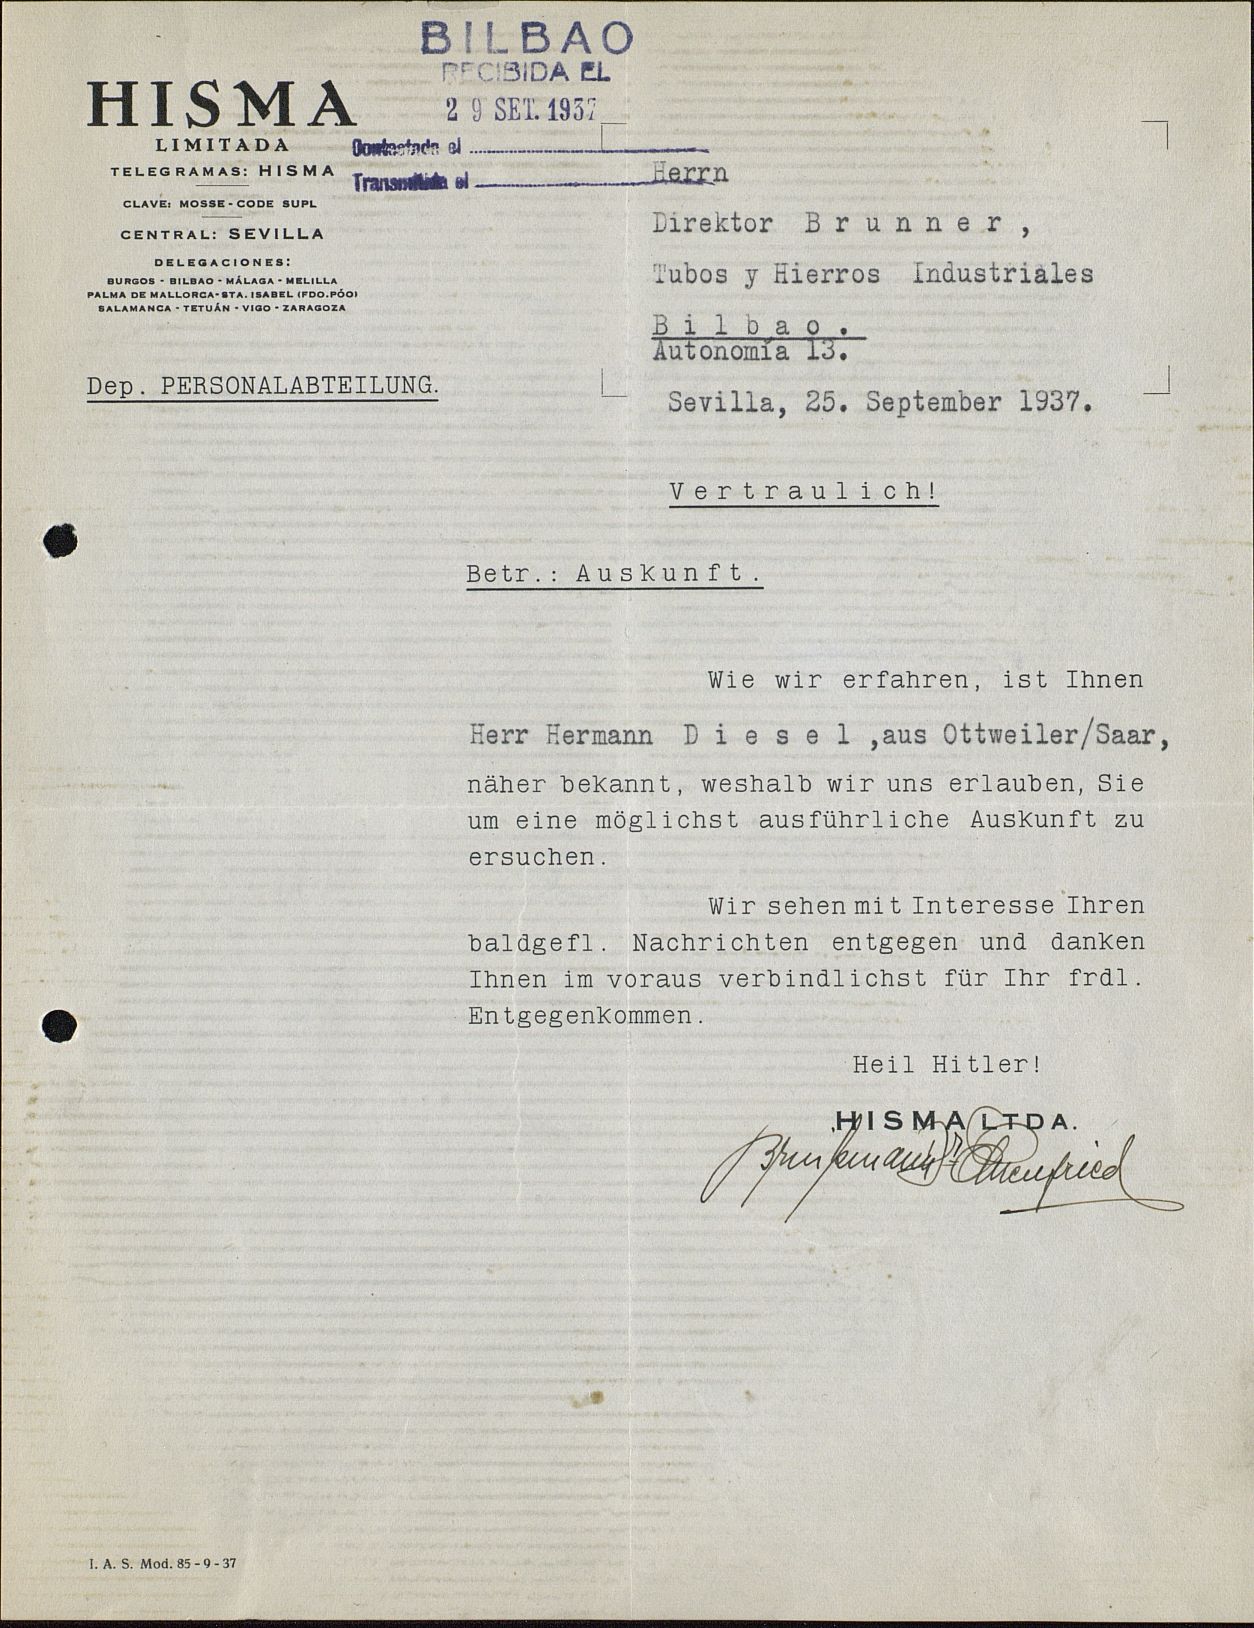 BILBAO
RECIBIDA EL
29 SET. 1937
Contestada el
Transmitida el
HISMA
LIMITADA
TELEGRAMAS: HISMA
CLAVE: MOSSE-CODE SUPL
CENTRAL: SEVILLA
DELEGACIONES:
BURGOS - BILBAO - MÁLAGA - MELILLA
PALMA DE MALLORCA-STA. ISABEL (FDO.PÓO)
SALAMANCA - TETUÁN - VIGO - ZARAGOZA
Herrn
Direktor B r u n n e r ,
Tubos y Hierros Industriales
B i l b a o .
Autonomía 13.
Dep. PERSONALABTEILUNG.
Sevilla, 25. September 1937.
V e r t r a u l i c h !
Betr.: A u s k u n f t .
Wie wir erfahren, ist Ihnen
Herr Hermann D i e s e l ,aus Ottweiler/Saar,
näher bekannt, weshalb wir uns erlauben, Sie
um eine möglichst ausführliche Auskunft zu
ersuchen.
Wir sehen mit Interesse Ihren
baldgefl. Nachrichten entgegen und danken
Ihnen im voraus verbindlichst für Ihr frdl.
Entgegenkommen.
Heil Hitler!
HISMA LTDA.
I. A. S. Mod. 85-9-37